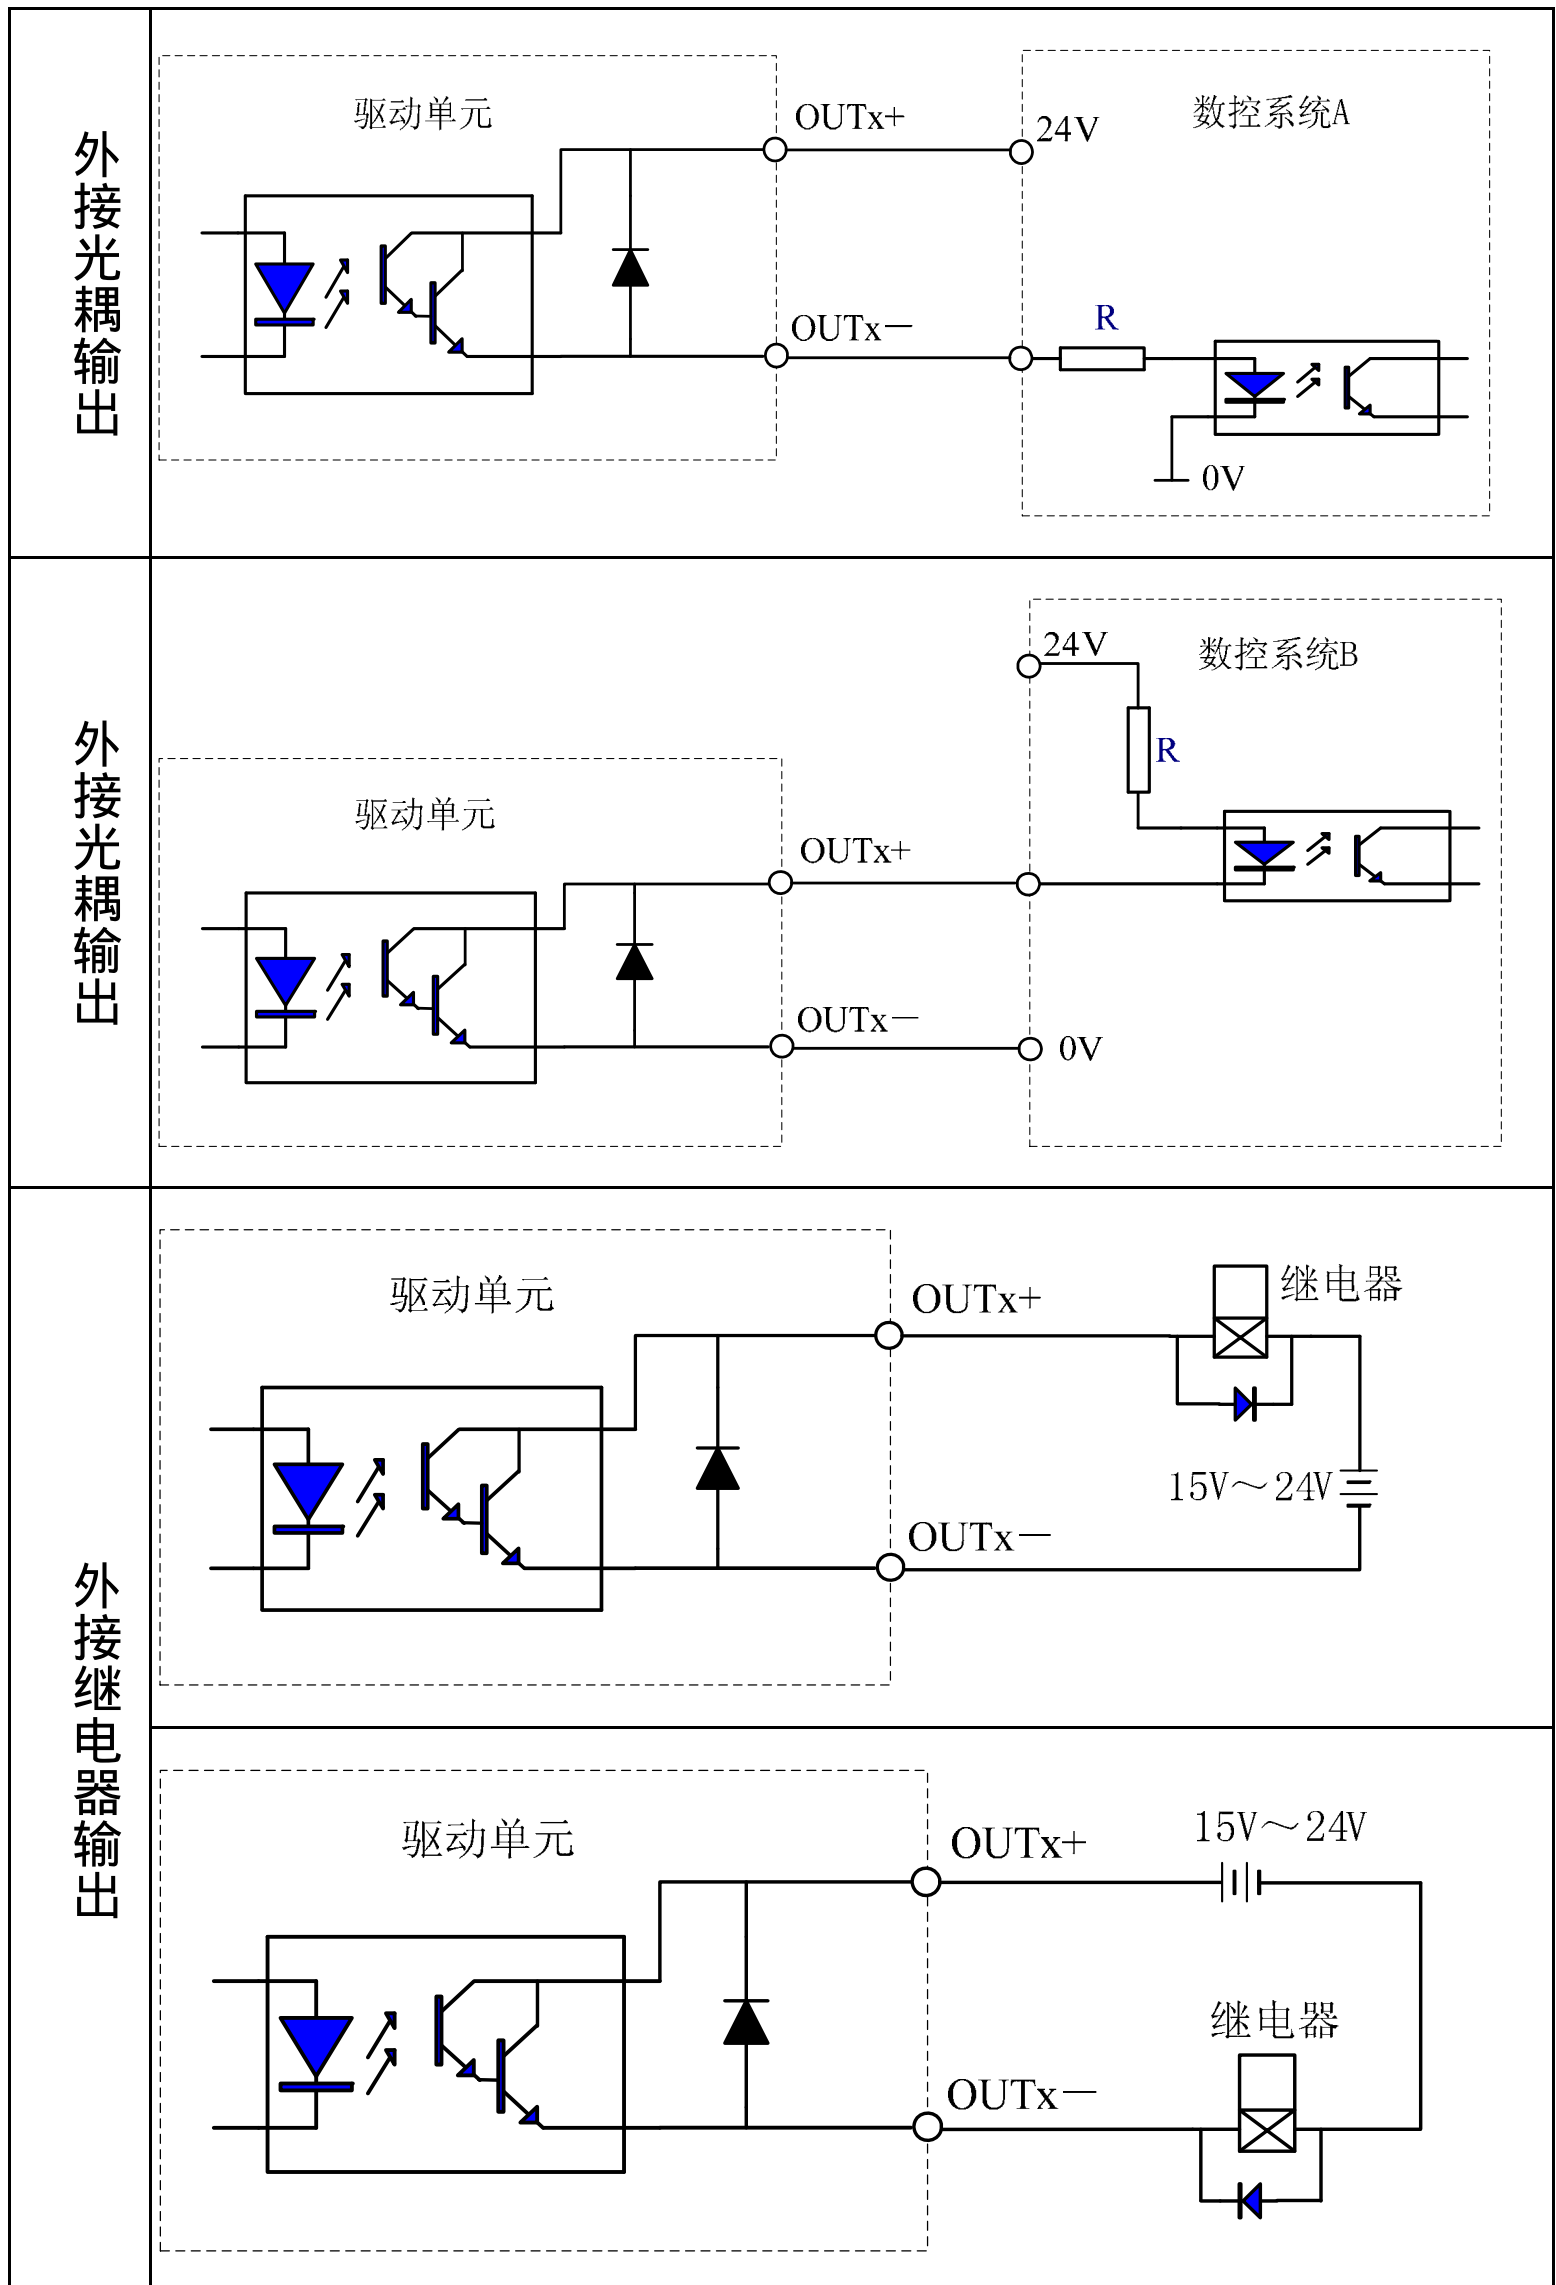 外接光耦输出
驱动单元
OUTx+
24V
数控系统A
OUTx－
R
0V
外接光耦输出
24V
数控系统B
R
驱动单元
OUTx+
OUTx－
0V
外接继电器输出
驱动单元
OUTx+
继电器
15V～24V
OUTx－
驱动单元
OUTx+
15V～24V
继电器
OUTx－